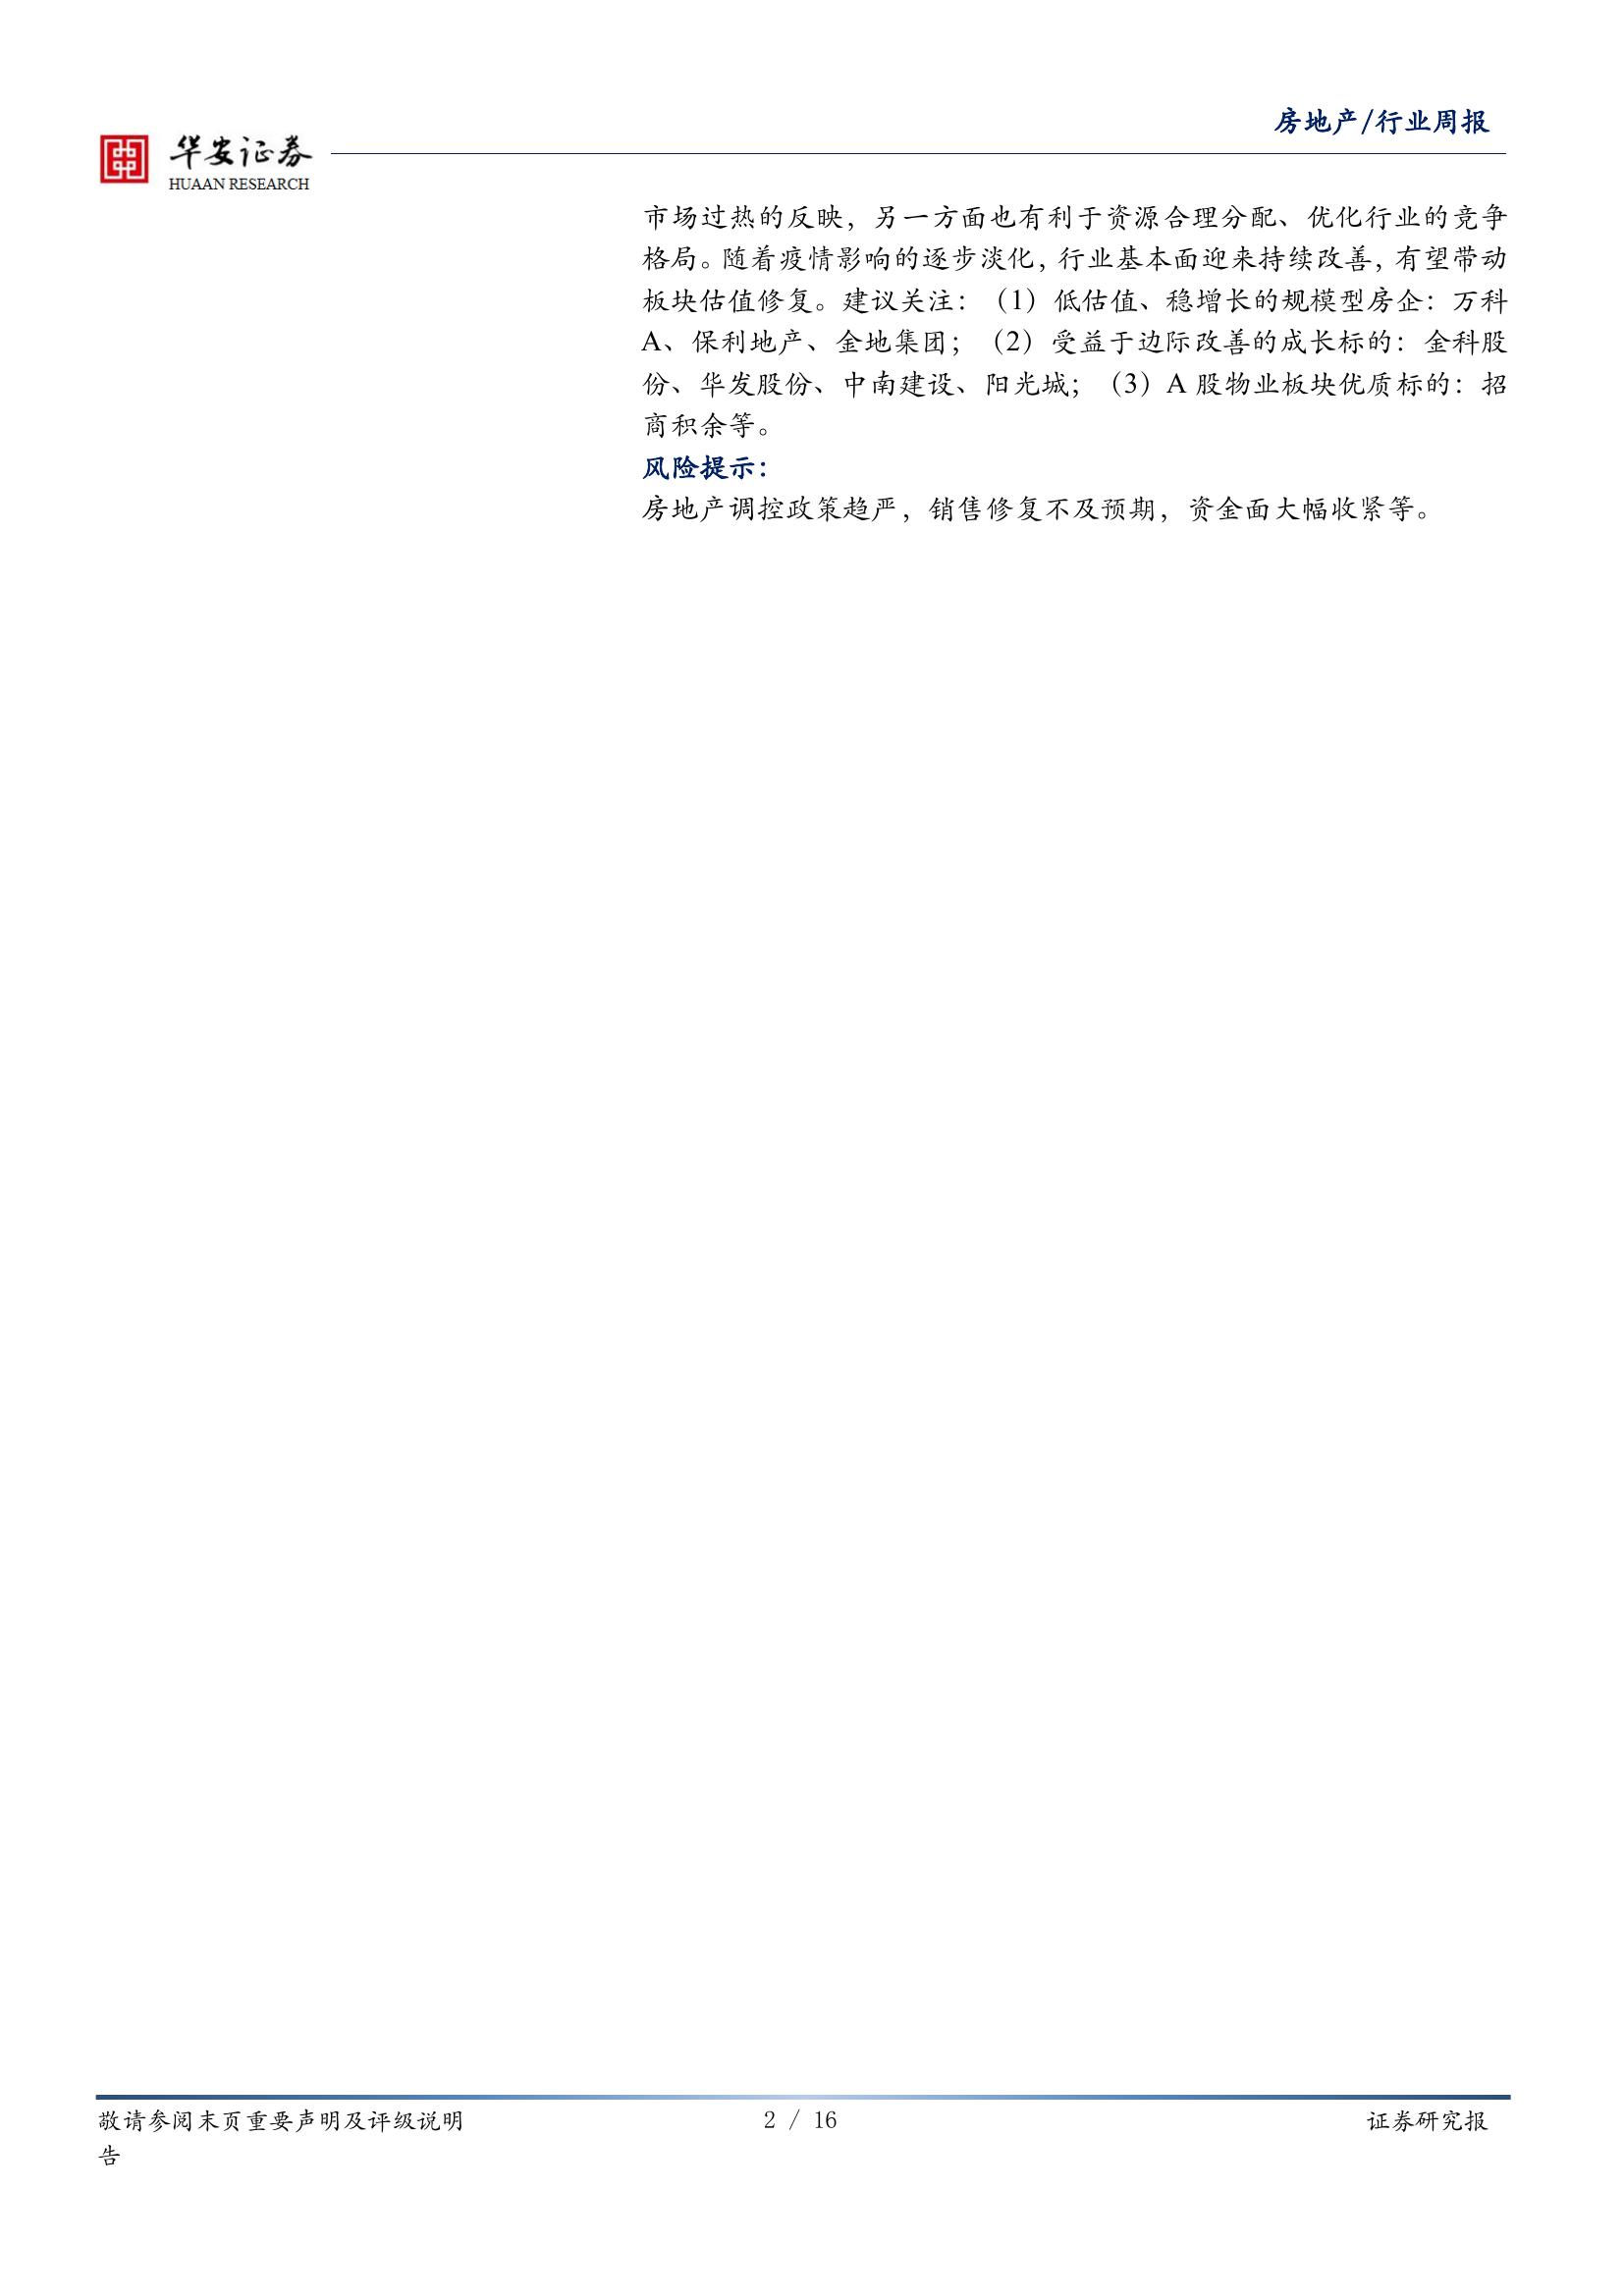 房地产/行业周报
华安证券
HUAAN RESEARCH
市场过热的反映，另一方面也有利于资源合理分配、优化行业的竞争
格局。随着疫情影响的逐步淡化，行业基本面迎来持续改善，有望带动
板块估值修复。建议关注：（1）低估值、稳增长的规模型房企：万科
A、保利地产、金地集团；（2）受益于边际改善的成长标的：金科股
份、华发股份、中南建设、阳光城；（3）A 股物业板块优质标的：招
商积余等。
风险提示：
房地产调控政策趋严，销售修复不及预期，资金面大幅收紧等。
敬请参阅末页重要声明及评级说明 2 / 16 证券研究报
告